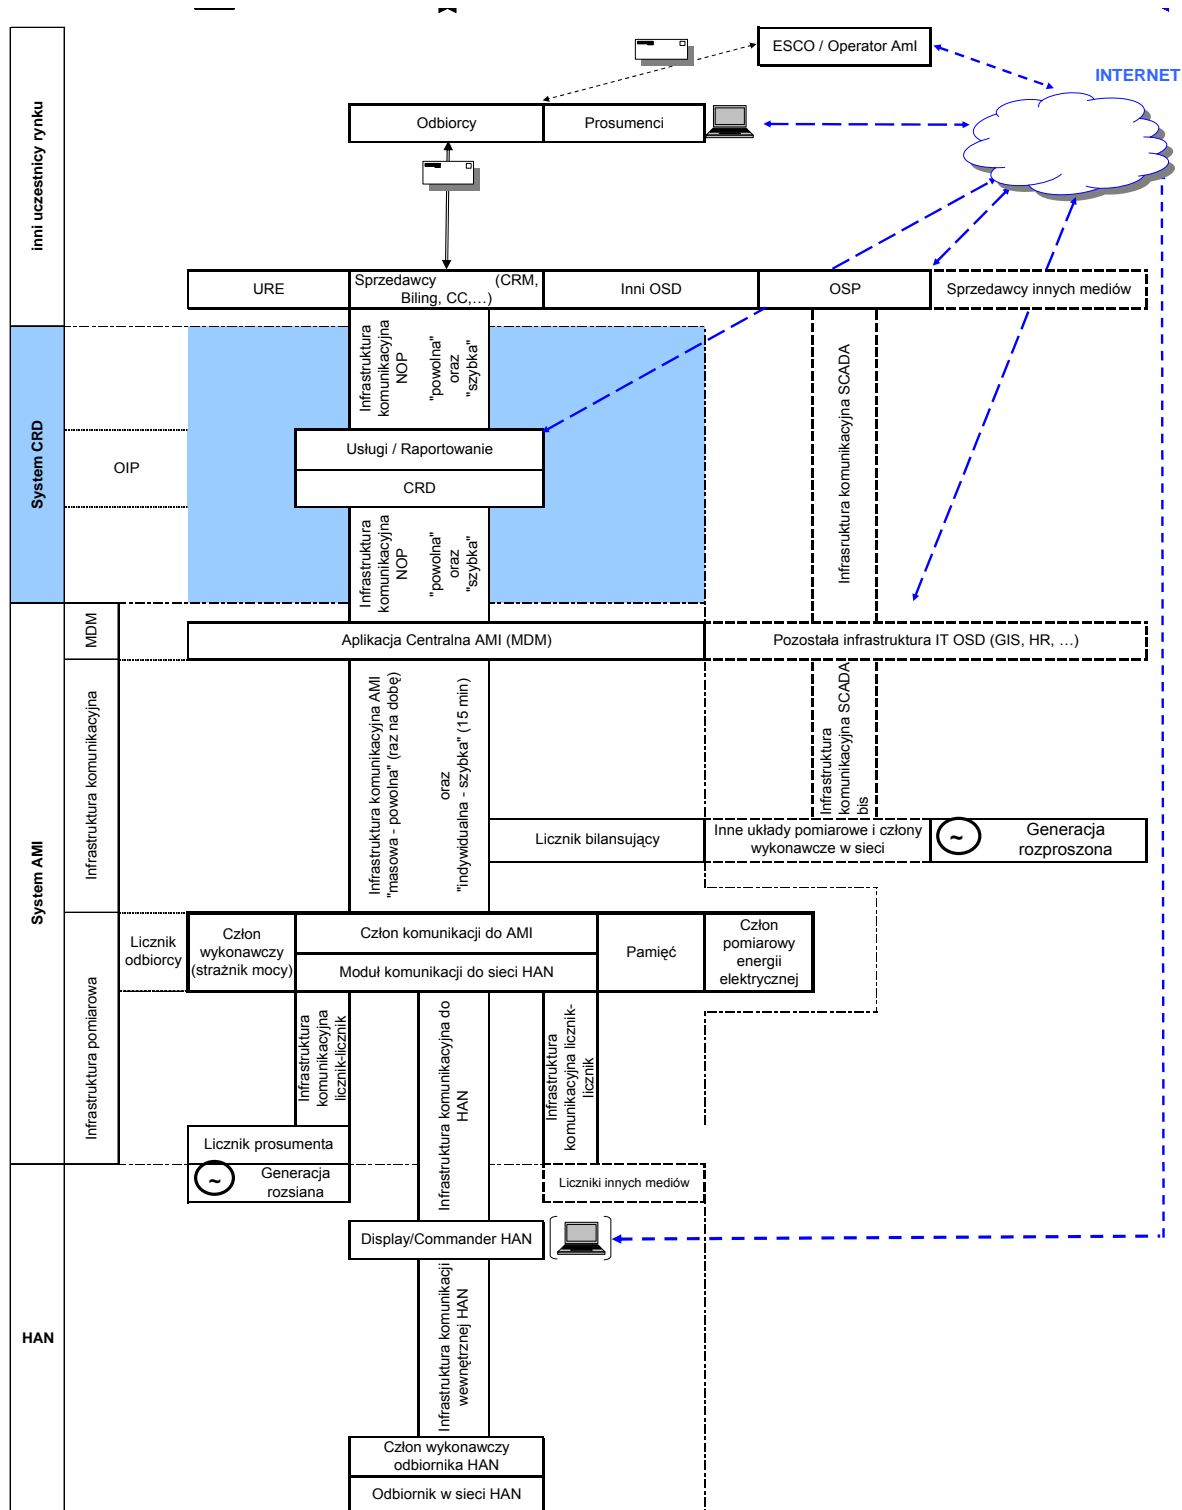 ESCO / Operator AmI
INTERNET
Odbiorcy
Prosumenci
inni uczestnicy rynku
URE
Sprzedawcy (CRM,
Biling, CC,…)
Inni OSD
OSP
Sprzedawcy innych mediów
System CRD
OIP
Infrastruktura
komunikacyjna
NOP
"powolna"
oraz
"szybka"
Infrasruktura komunikacyjna SCADA
Usługi / Raportowanie
CRD
Infrastruktura
komunikacyjna
NOP
"powolna"
oraz
"szybka"
System AMI
MDM
Aplikacja Centralna AMI (MDM)
Pozostała infrastruktura IT OSD (GIS, HR, …)
Infrastruktura komunikacyjna
Infrastruktura komunikacyjna AMI
"masowa - powolna" (raz na dobę)
oraz
"indywidualna - szybka" (15 min)
Infrastruktura
komunikacyjna SCADA
bis
Licznik bilansujący
Inne układy pomiarowe i człony
wykonawcze w sieci
~
Generacja
rozproszona
Infrastruktura pomiarowa
Licznik
odbiorcy
Człon
wykonawczy
(strażnik mocy)
Człon komunikacji do AMI
Moduł komunikacji do sieci HAN
Pamięć
Człon
pomiarowy
energii
elektrycznej
Infrastruktura
komunikacyjna
licznik-licznik
Infrastruktura komunikacyjna do
HAN
Infrastruktura
komunikacyjna licznik-
licznik
Licznik prosumenta
~
Generacja
rozsiana
Liczniki innych mediów
HAN
Display/Commander HAN
Infrastruktura komunikacji
wewnętrznej HAN
Człon wykonawczy
odbiornika HAN
Odbiornik w sieci HAN